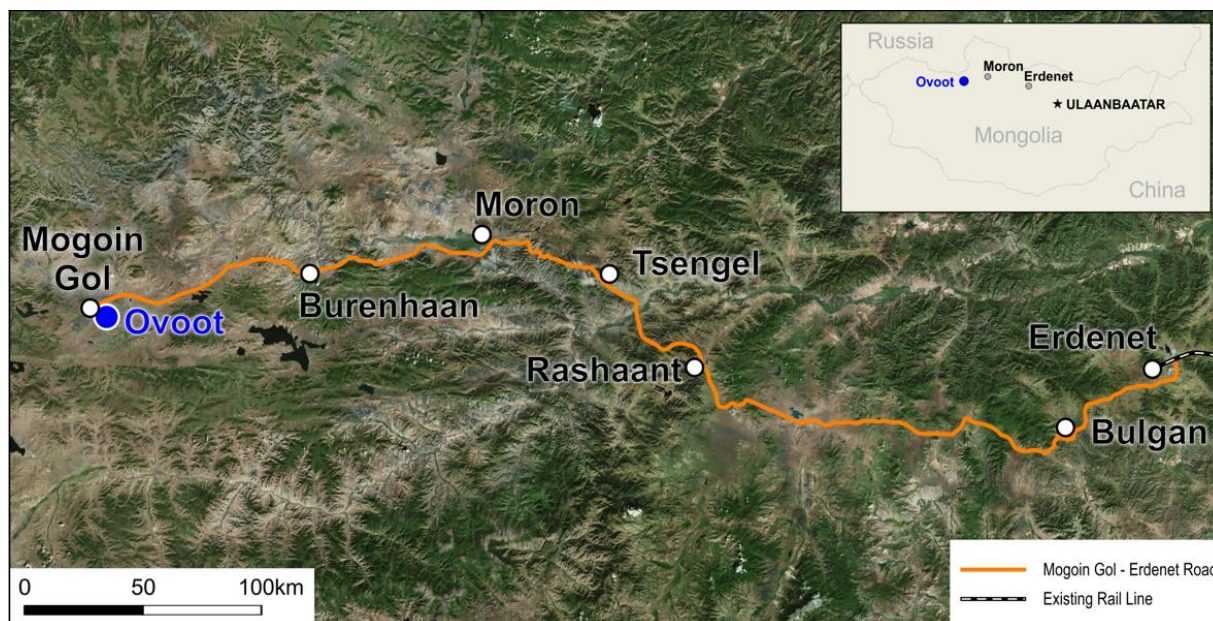 Russia
Moron
Ovoot
Erdenet
★ ULAANBAATAR
Mongolia
China
Moron
Mogoin
Gol
Tsengel
Burenhaan
Ovoot
Erdenet
Rashaant
Bulgan
0 50 100km
Mogoin Gol - Erdenet Road
Existing Rail Line